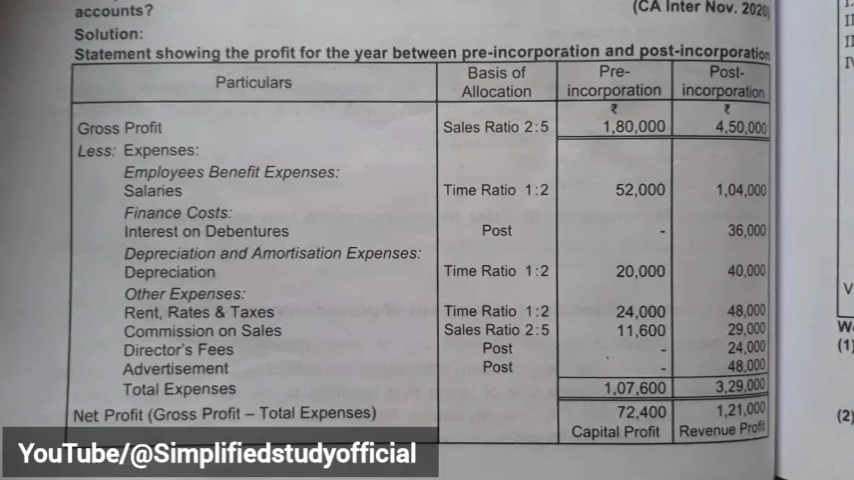 accounts?
(CA Inter Nov. 2020)
Solution:
Statement showing the profit for the year between pre-incorporation and post-incorporation
Particulars Basis of Allocation Pre-incorporation Post-incorporation
₹ ₹
Gross Profit Sales Ratio 2:5 1,80,000 4,50,000
Less: Expenses:
Employees Benefit Expenses:
Salaries Time Ratio 1:2 52,000 1,04,000
Finance Costs:
Interest on Debentures Post - 36,000
Depreciation and Amortisation Expenses:
Depreciation Time Ratio 1:2 20,000 40,000
Other Expenses:
Rent, Rates & Taxes Time Ratio 1:2 24,000 48,000
Commission on Sales Sales Ratio 2:5 11,600 29,000
Director's Fees Post - 24,000
Advertisement Post - 48,000
Total Expenses 1,07,600 3,29,000
Net Profit (Gross Profit – Total Expenses) 72,400 1,21,000
Capital Profit Revenue Profit
YouTube/@Simplifiedstudyofficial
V
(1)
(2)